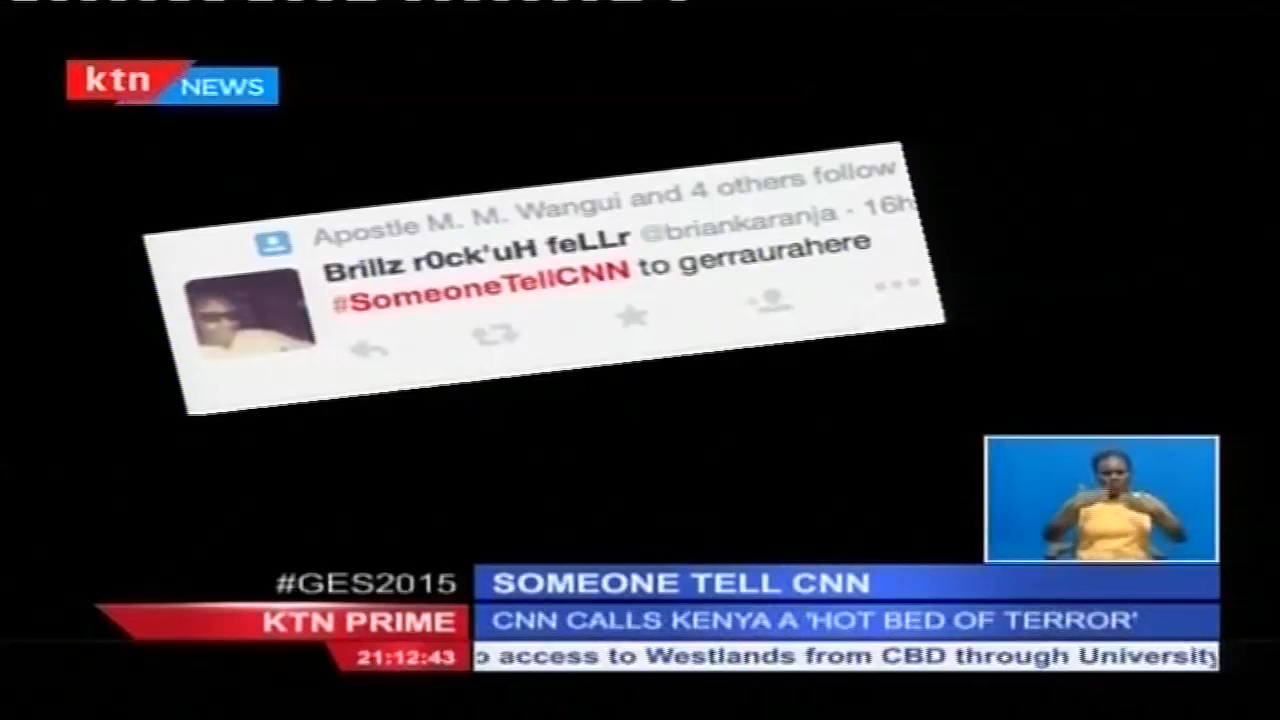 ktn NEWS
Apostle M. M. Wangui and 4 others follow
Brillz r0ck'uH feLLr @briankaranja · 16h
#SomeoneTellCNN to gerraurahere
#GES2015
SOMEONE TELL CNN
KTN PRIME
CNN CALLS KENYA A 'HOT BED OF TERROR'
21:12:43
access to Westlands from CBD through University